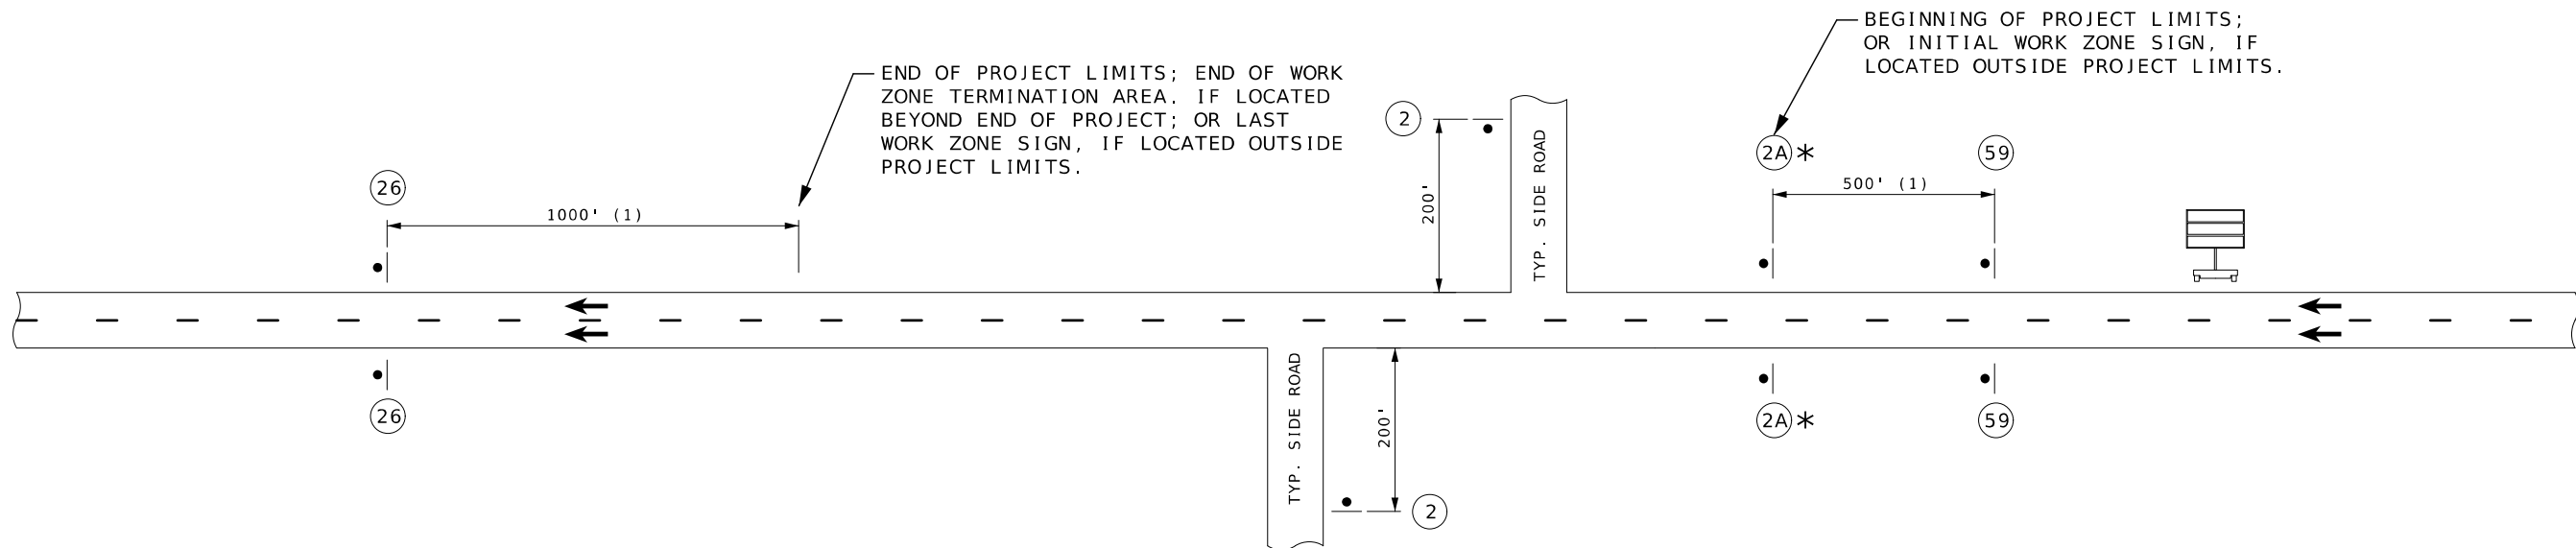 BEGINNING OF PROJECT LIMITS;
OR INITIAL WORK ZONE SIGN, IF
LOCATED OUTSIDE PROJECT LIMITS.
END OF PROJECT LIMITS; END OF WORK
ZONE TERMINATION AREA. IF LOCATED
BEYOND END OF PROJECT; OR LAST
WORK ZONE SIGN, IF LOCATED OUTSIDE
PROJECT LIMITS.
2
2A*
59
26
1000' (1)
200'
TYP. SIDE ROAD
500' (1)
26
TYP. SIDE ROAD
200'
2
2A*
59